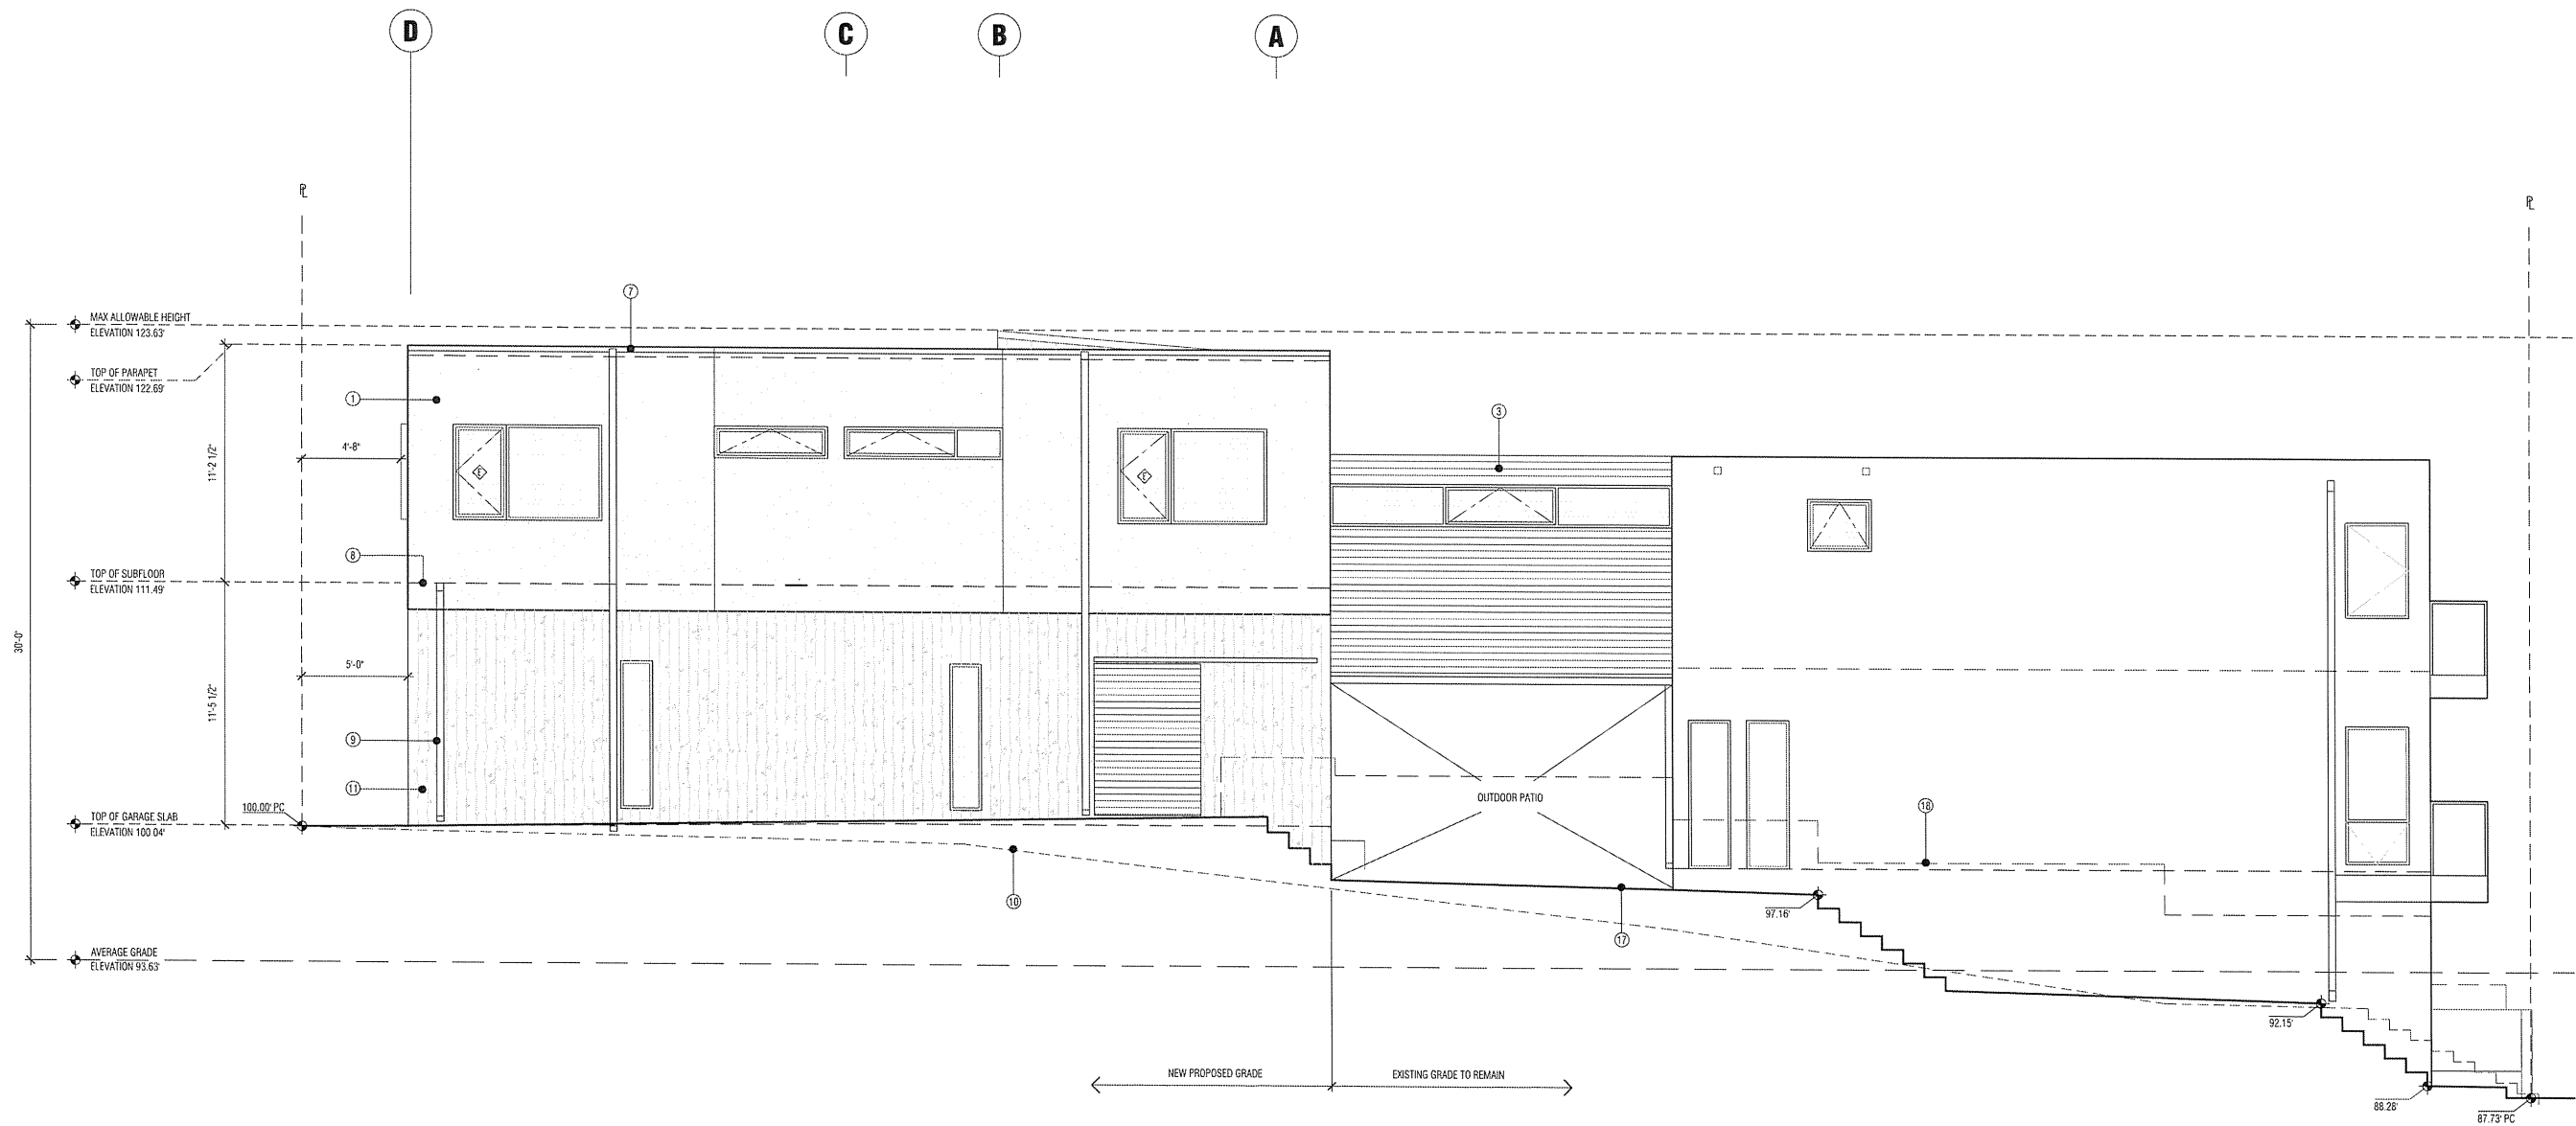 D
C
B
A
PL
PL
7
MAX ALLOWABLE HEIGHT
ELEVATION 123.63'
TOP OF PARAPET
ELEVATION 122.69'
1
3
4'-8"
11'-2 1/2"
E
E
8
TOP OF SUBFLOOR
ELEVATION 111.49'
30'-0"
5'-0"
11'-5 1/2"
9
11
OUTDOOR PATIO
18
100.00' PC
TOP OF GARAGE SLAB
ELEVATION 100.04'
10
97.16'
17
AVERAGE GRADE
ELEVATION 93.63'
92.15'
NEW PROPOSED GRADE
EXISTING GRADE TO REMAIN
88.28'
87.73' PC